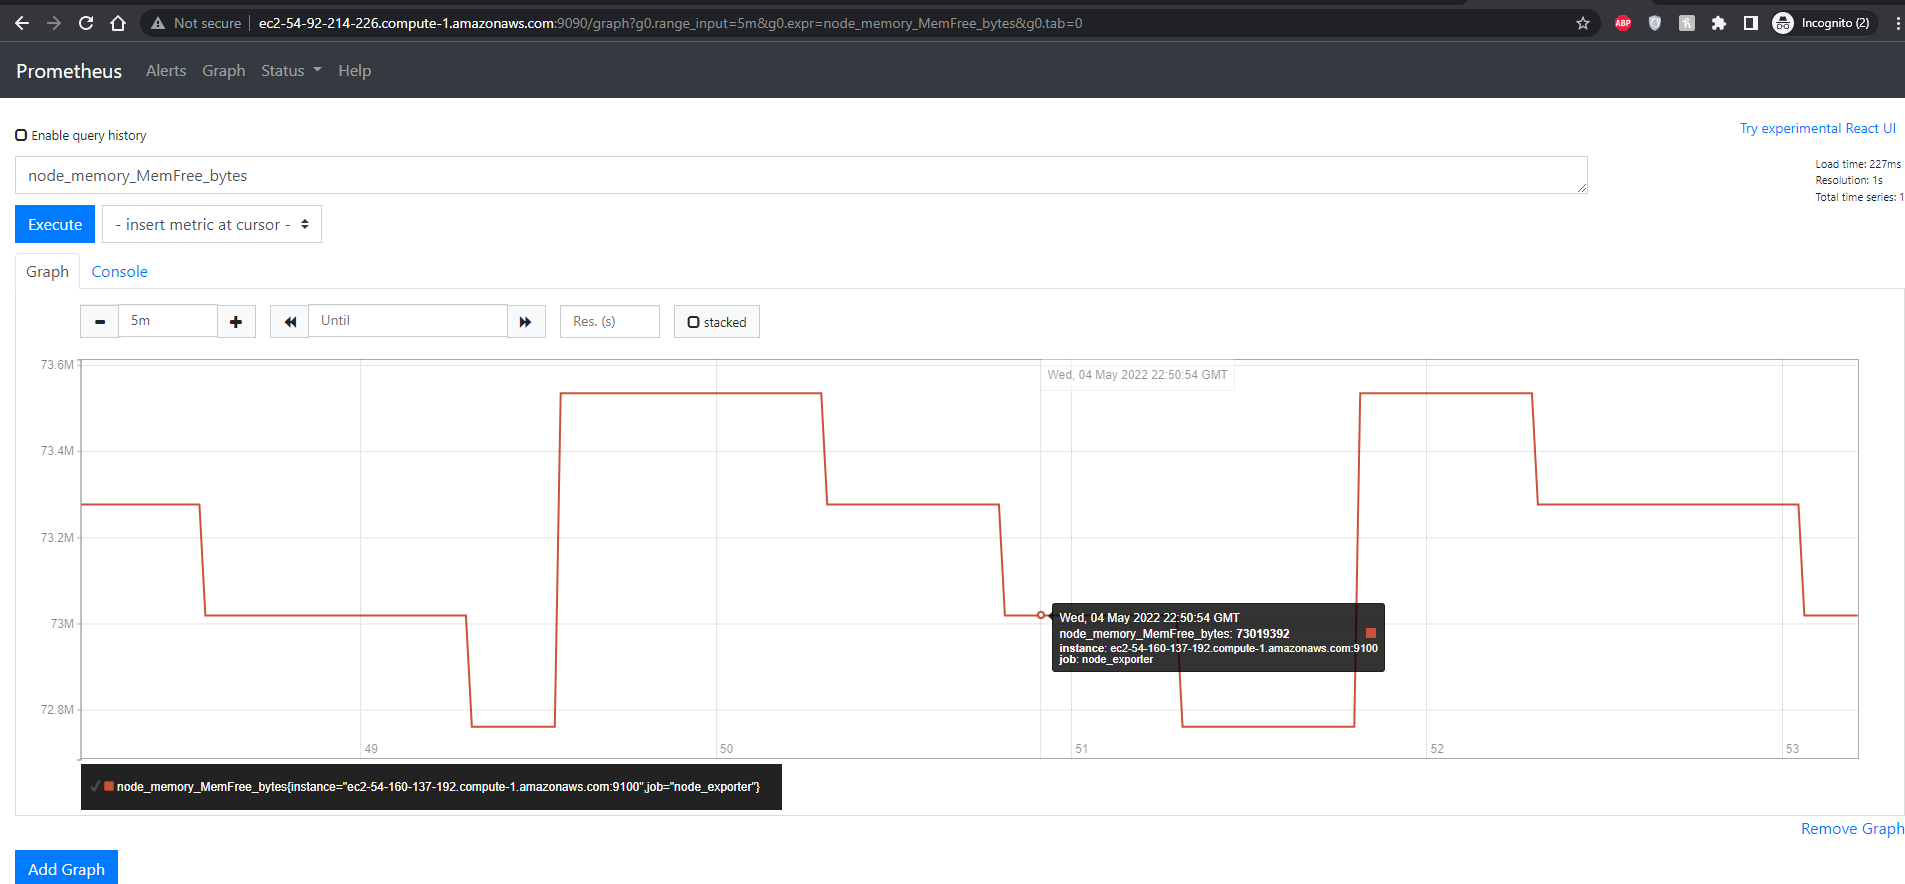 Not secure | ec2-54-92-214-226.compute-1.amazonaws.com:9090/graph?g0.range_input=5m&g0.expr=node_memory_MemFree_bytes&g0.tab=0
ABP
Incognito (2)
Prometheus Alerts Graph Status Help
Enable query history
Try experimental React UI
node_memory_MemFree_bytes
Load time: 227ms
Resolution: 1s
Total time series: 1
Execute
- insert metric at cursor -
Graph Console
5m
Until
Res. (s)
stacked
73.6M
73.4M
73.2M
73M
72.8M
Wed, 04 May 2022 22:50:54 GMT
Wed, 04 May 2022 22:50:54 GMT
node_memory_MemFree_bytes: 73019392
instance: ec2-54-160-137-192.compute-1.amazonaws.com:9100
job: node_exporter
49 50 51 52 53
node_memory_MemFree_bytes{instance="ec2-54-160-137-192.compute-1.amazonaws.com:9100",job="node_exporter"}
Remove Graph
Add Graph